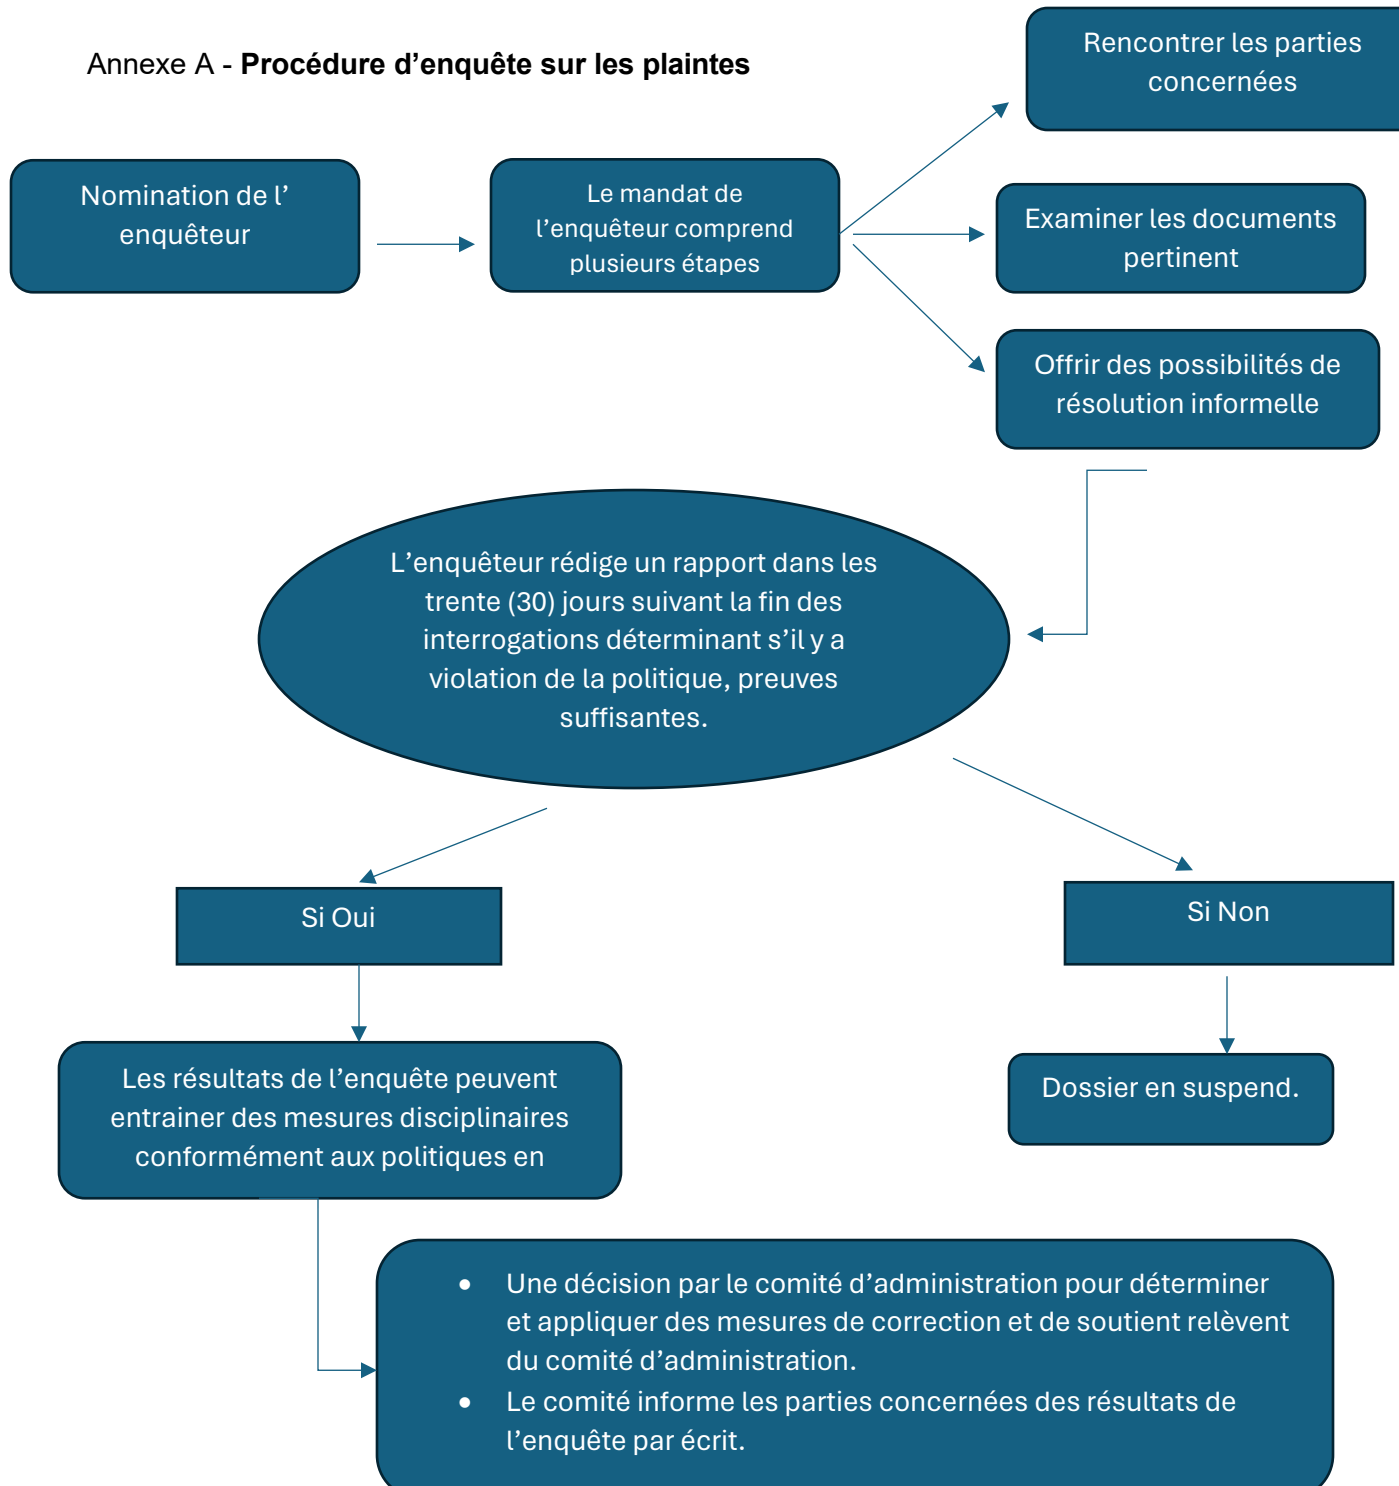 Annexe A - Procédure d’enquête sur les plaintes
Rencontrer les parties
concernées
Nomination de l’
enquêteur
Le mandat de
l’enquêteur comprend
plusieurs étapes
Examiner les documents
pertinent
Offrir des possibilités de
résolution informelle
L’enquêteur rédige un rapport dans les
trente (30) jours suivant la fin des
interrogations déterminant s’il y a
violation de la politique, preuves
suffisantes.
Si Oui
Si Non
Les résultats de l’enquête peuvent
entrainer des mesures disciplinaires
conformément aux politiques en
Dossier en suspend.
• Une décision par le comité d’administration pour déterminer
et appliquer des mesures de correction et de soutient relèvent
du comité d’administration.
• Le comité informe les parties concernées des résultats de
l’enquête par écrit.